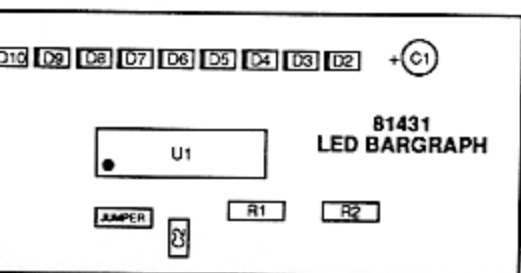 D10 D9 D8 D7 D6 D5 D4 D3 D2 + C1
81431
LED BARGRAPH
U1
R1 R2
JUMPER